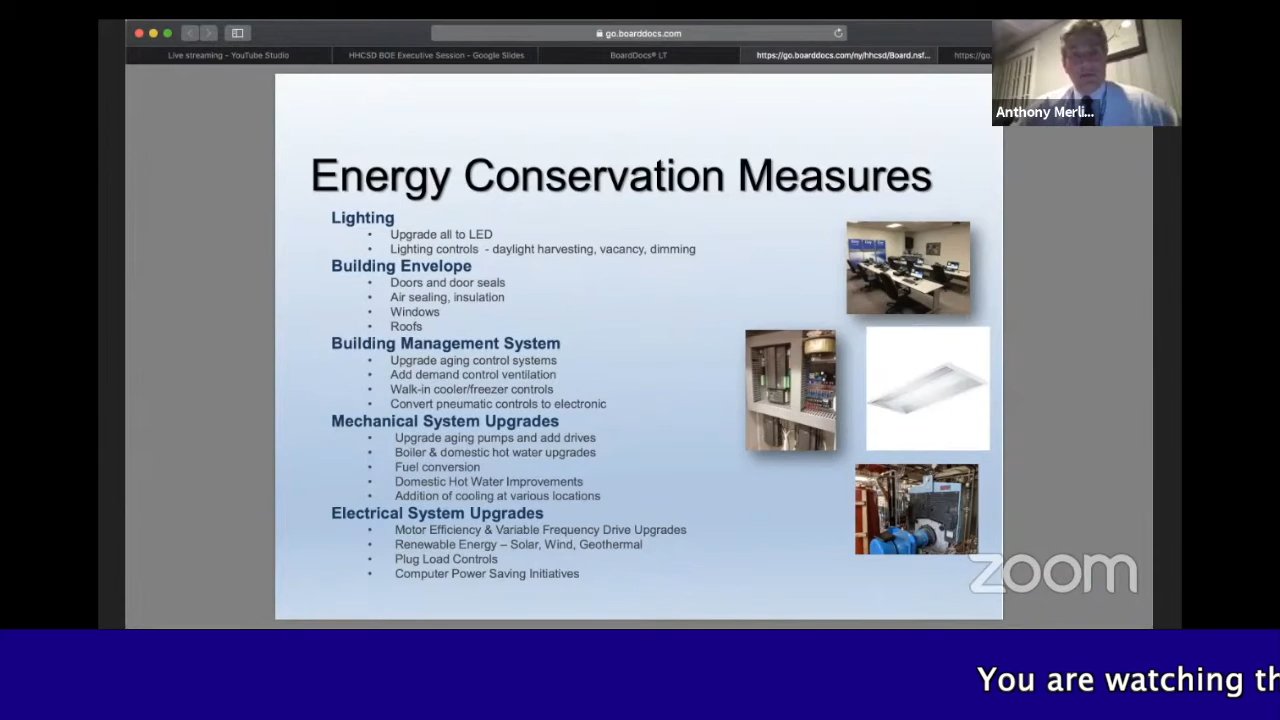 go.boarddocs.com
Live streaming - YouTube Studio
HHCSD BOE Executive Session - Google Slides
BoardDocs® LT
https://go.boarddocs.com/ny/hhcsd/Board.nsf...
https://go.
Anthony Merli...
Energy Conservation Measures
Lighting
• Upgrade all to LED
• Lighting controls - daylight harvesting, vacancy, dimming
Building Envelope
• Doors and door seals
• Air sealing, insulation
• Windows
• Roofs
Building Management System
• Upgrade aging control systems
• Add demand control ventilation
• Walk-in cooler/freezer controls
• Convert pneumatic controls to electronic
Mechanical System Upgrades
• Upgrade aging pumps and add drives
• Boiler & domestic hot water upgrades
• Fuel conversion
• Domestic Hot Water Improvements
• Addition of cooling at various locations
Electrical System Upgrades
• Motor Efficiency & Variable Frequency Drive Upgrades
• Renewable Energy – Solar, Wind, Geothermal
• Plug Load Controls
• Computer Power Saving Initiatives
zoom
You are watching th